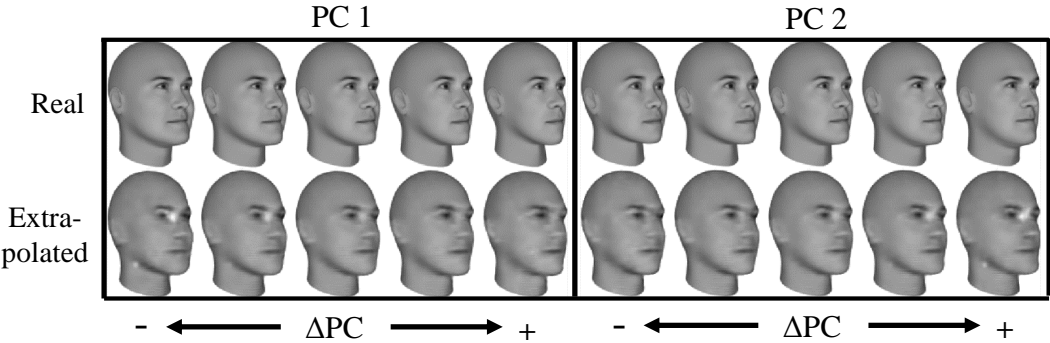 PC 1
PC 2
Real
Extra-
polated
- ΔPC +
- ΔPC +